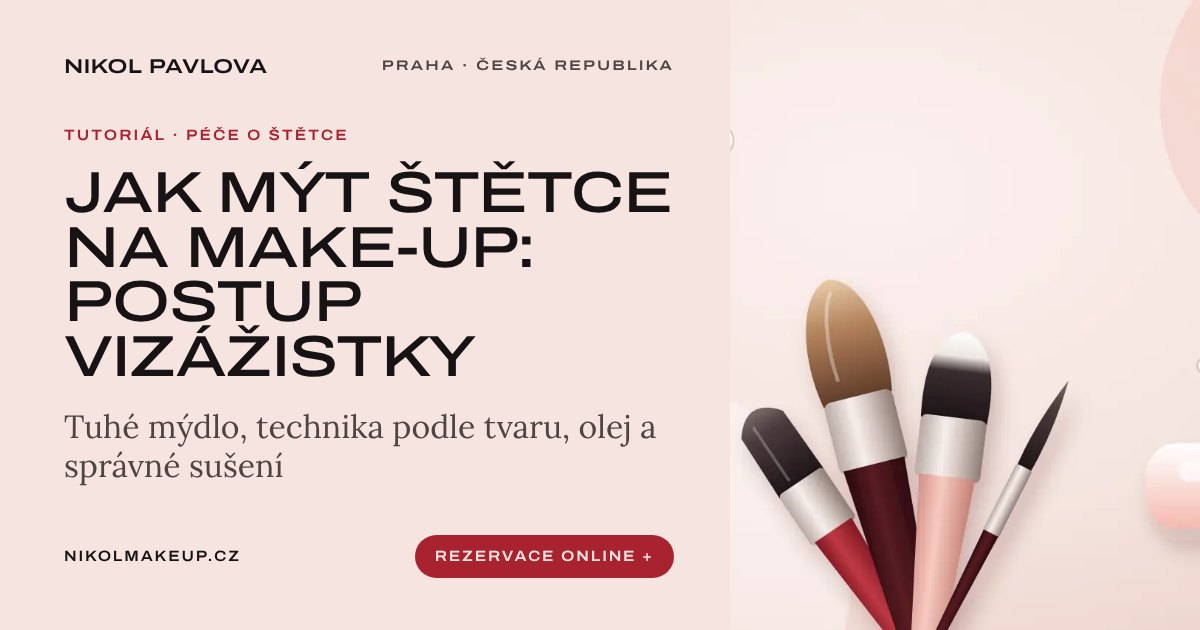 NIKOL PAVLOVA
PRAHA · ČESKÁ REPUBLIKA
TUTORIÁL · PÉČE O ŠTĚTCE
JAK MÝT ŠTĚTCE
NA MAKE-UP:
POSTUP
VIZÁŽISTKY
Tuhé mýdlo, technika podle tvaru, olej a
správné sušení
NIKOLMAKEUP.CZ
REZERVACE ONLINE +